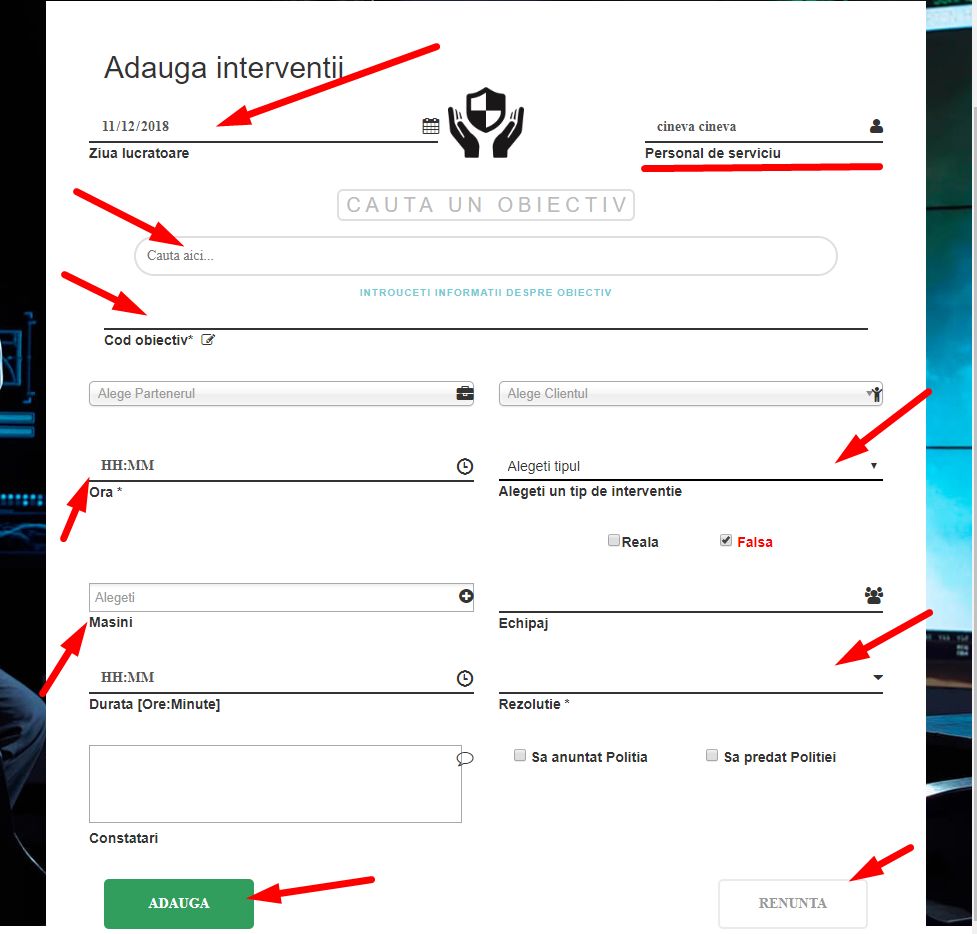 Adauga interventii
11/12/2018
cineva cineva
Ziua lucratoare
Personal de serviciu
CAUTA UN OBIECTIV
Cauta aici...
INTROUCETI INFORMATII DESPRE OBIECTIV
Cod obiectiv*
Alege Partenerul
Alege Clientul
HH:MM
Alegeti tipul
Ora *
Alegeti un tip de interventie
Reala
Falsa
Alegeti
Masini
Echipaj
HH:MM
Durata [Ore:Minute]
Rezolutie *
Sa anuntat Politia
Sa predat Politiei
Constatari
ADAUGA
RENUNTA